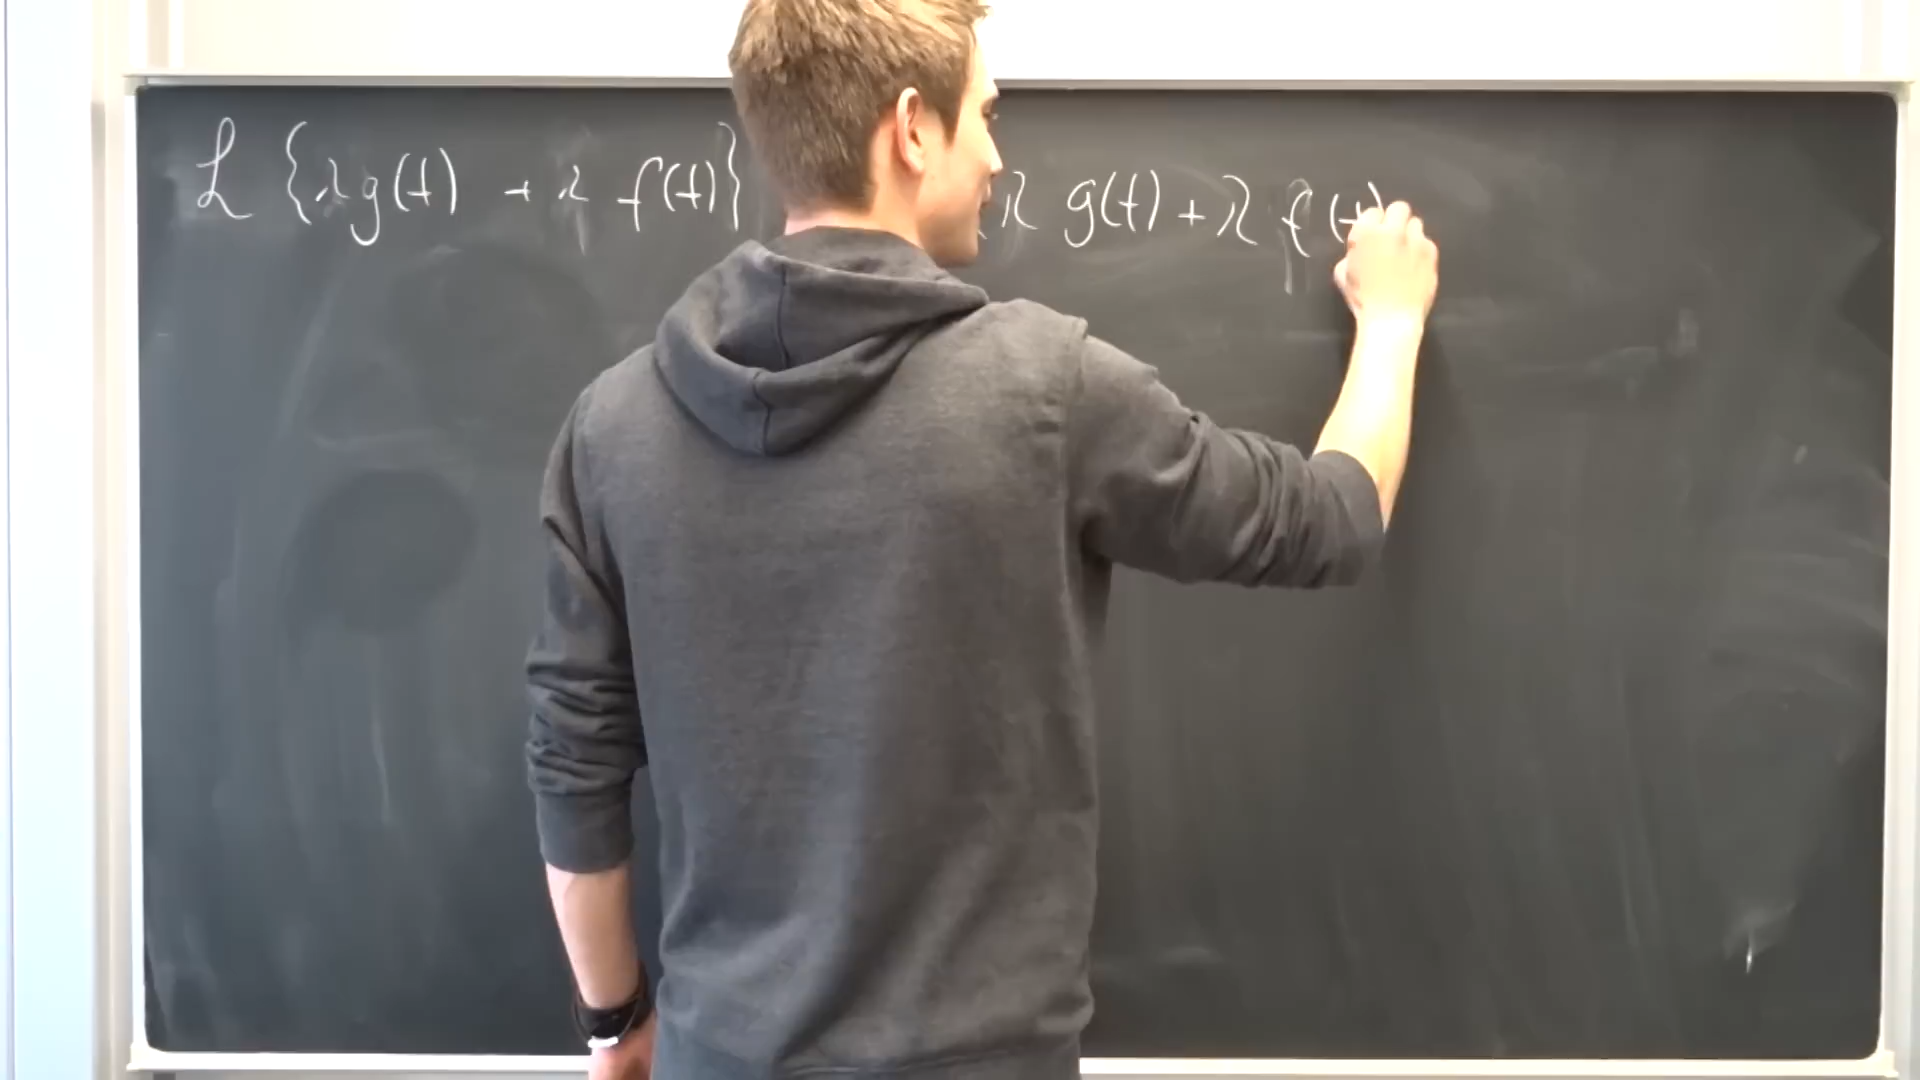 ℒ {λg(t) + λ f(t)} λ g(t) + λ f(t)